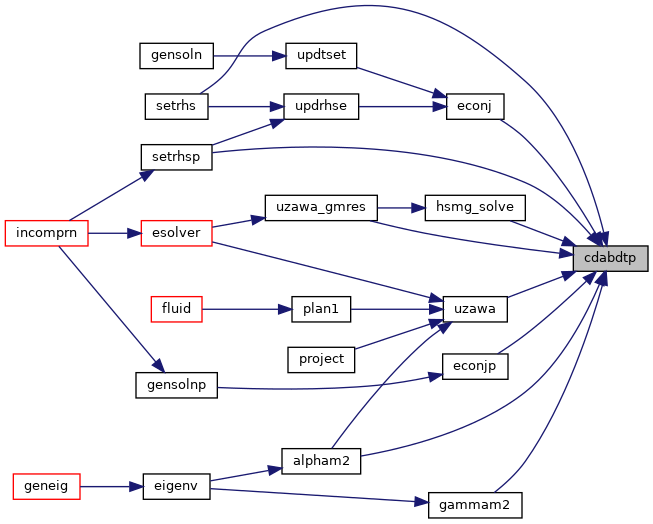 gensoln
updtset
setrhs
updrhse
econj
setrhsp
uzawa_gmres
hsmg_solve
incomprn
esolver
cdabdtp
fluid
plan1
uzawa
project
econjp
gensolnp
alpham2
geneig
eigenv
gammam2